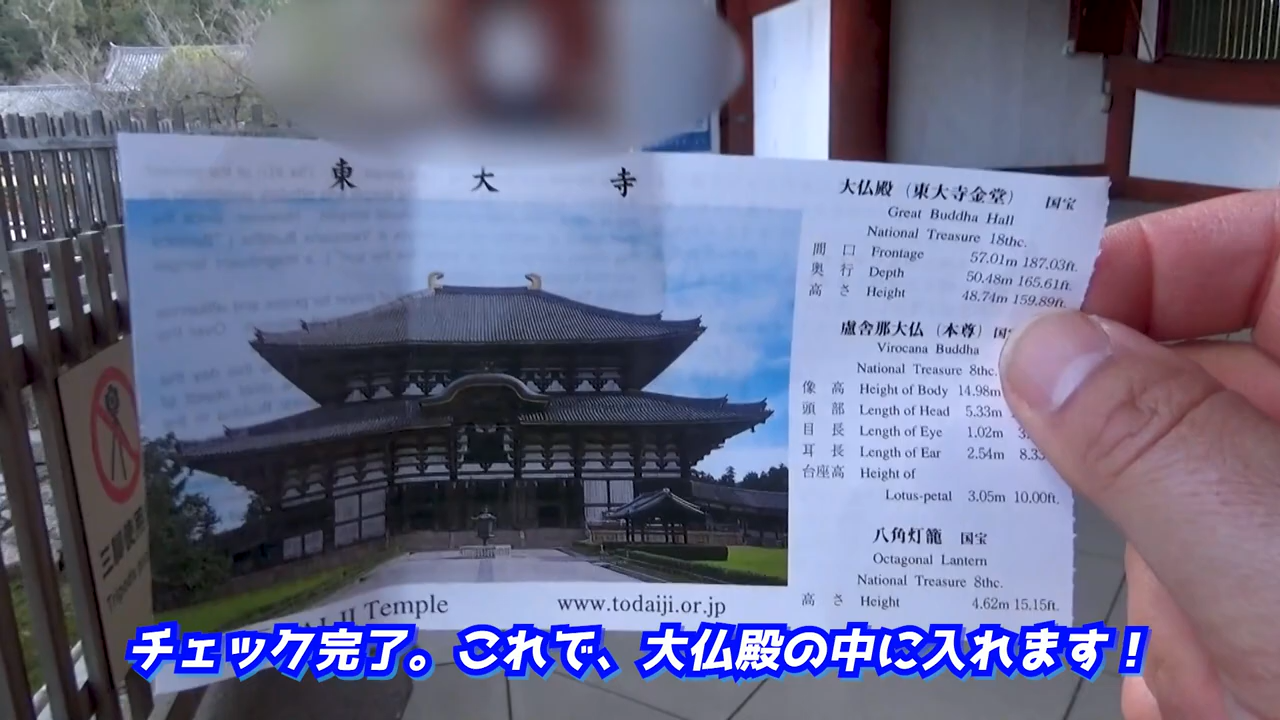 東大寺
大仏殿（東大寺金堂） 国宝
Great Buddha Hall
National Treasure 18thc.
間口 Frontage 57.01m 187.03ft.
奥行 Depth 50.48m 165.61ft.
高さ Height 48.74m 159.89ft.
盧舎那大仏（本尊）
Virocana Buddha
National Treasure 8thc.
像高 Height of Body 14.98m
頭部 Length of Head 5.33m
目長 Length of Eye 1.02m
耳長 Length of Ear 2.54m
台座高 Height of
Lotus-petal 3.05m 10.00ft.
八角灯籠 国宝
Octagonal Lantern
National Treasure 8thc.
高さ Height 4.62m 15.15ft.
Temple www.todaiji.or.jp
チェック完了。これで、大仏殿の中に入れます！